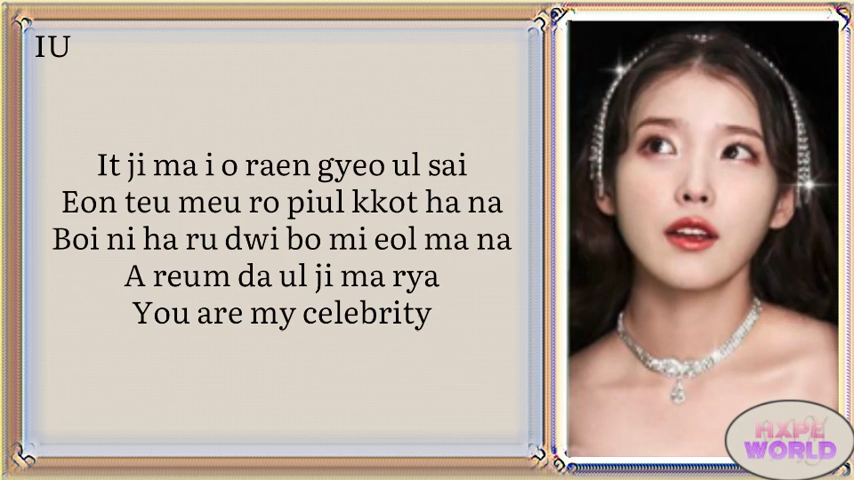 IU
It ji ma i o raen gyeo ul sai
Eon teu meu ro piul kkot ha na
Boi ni ha ru dwi bo mi eol ma na
A reum da ul ji ma rya
You are my celebrity
HXPE
WORLD